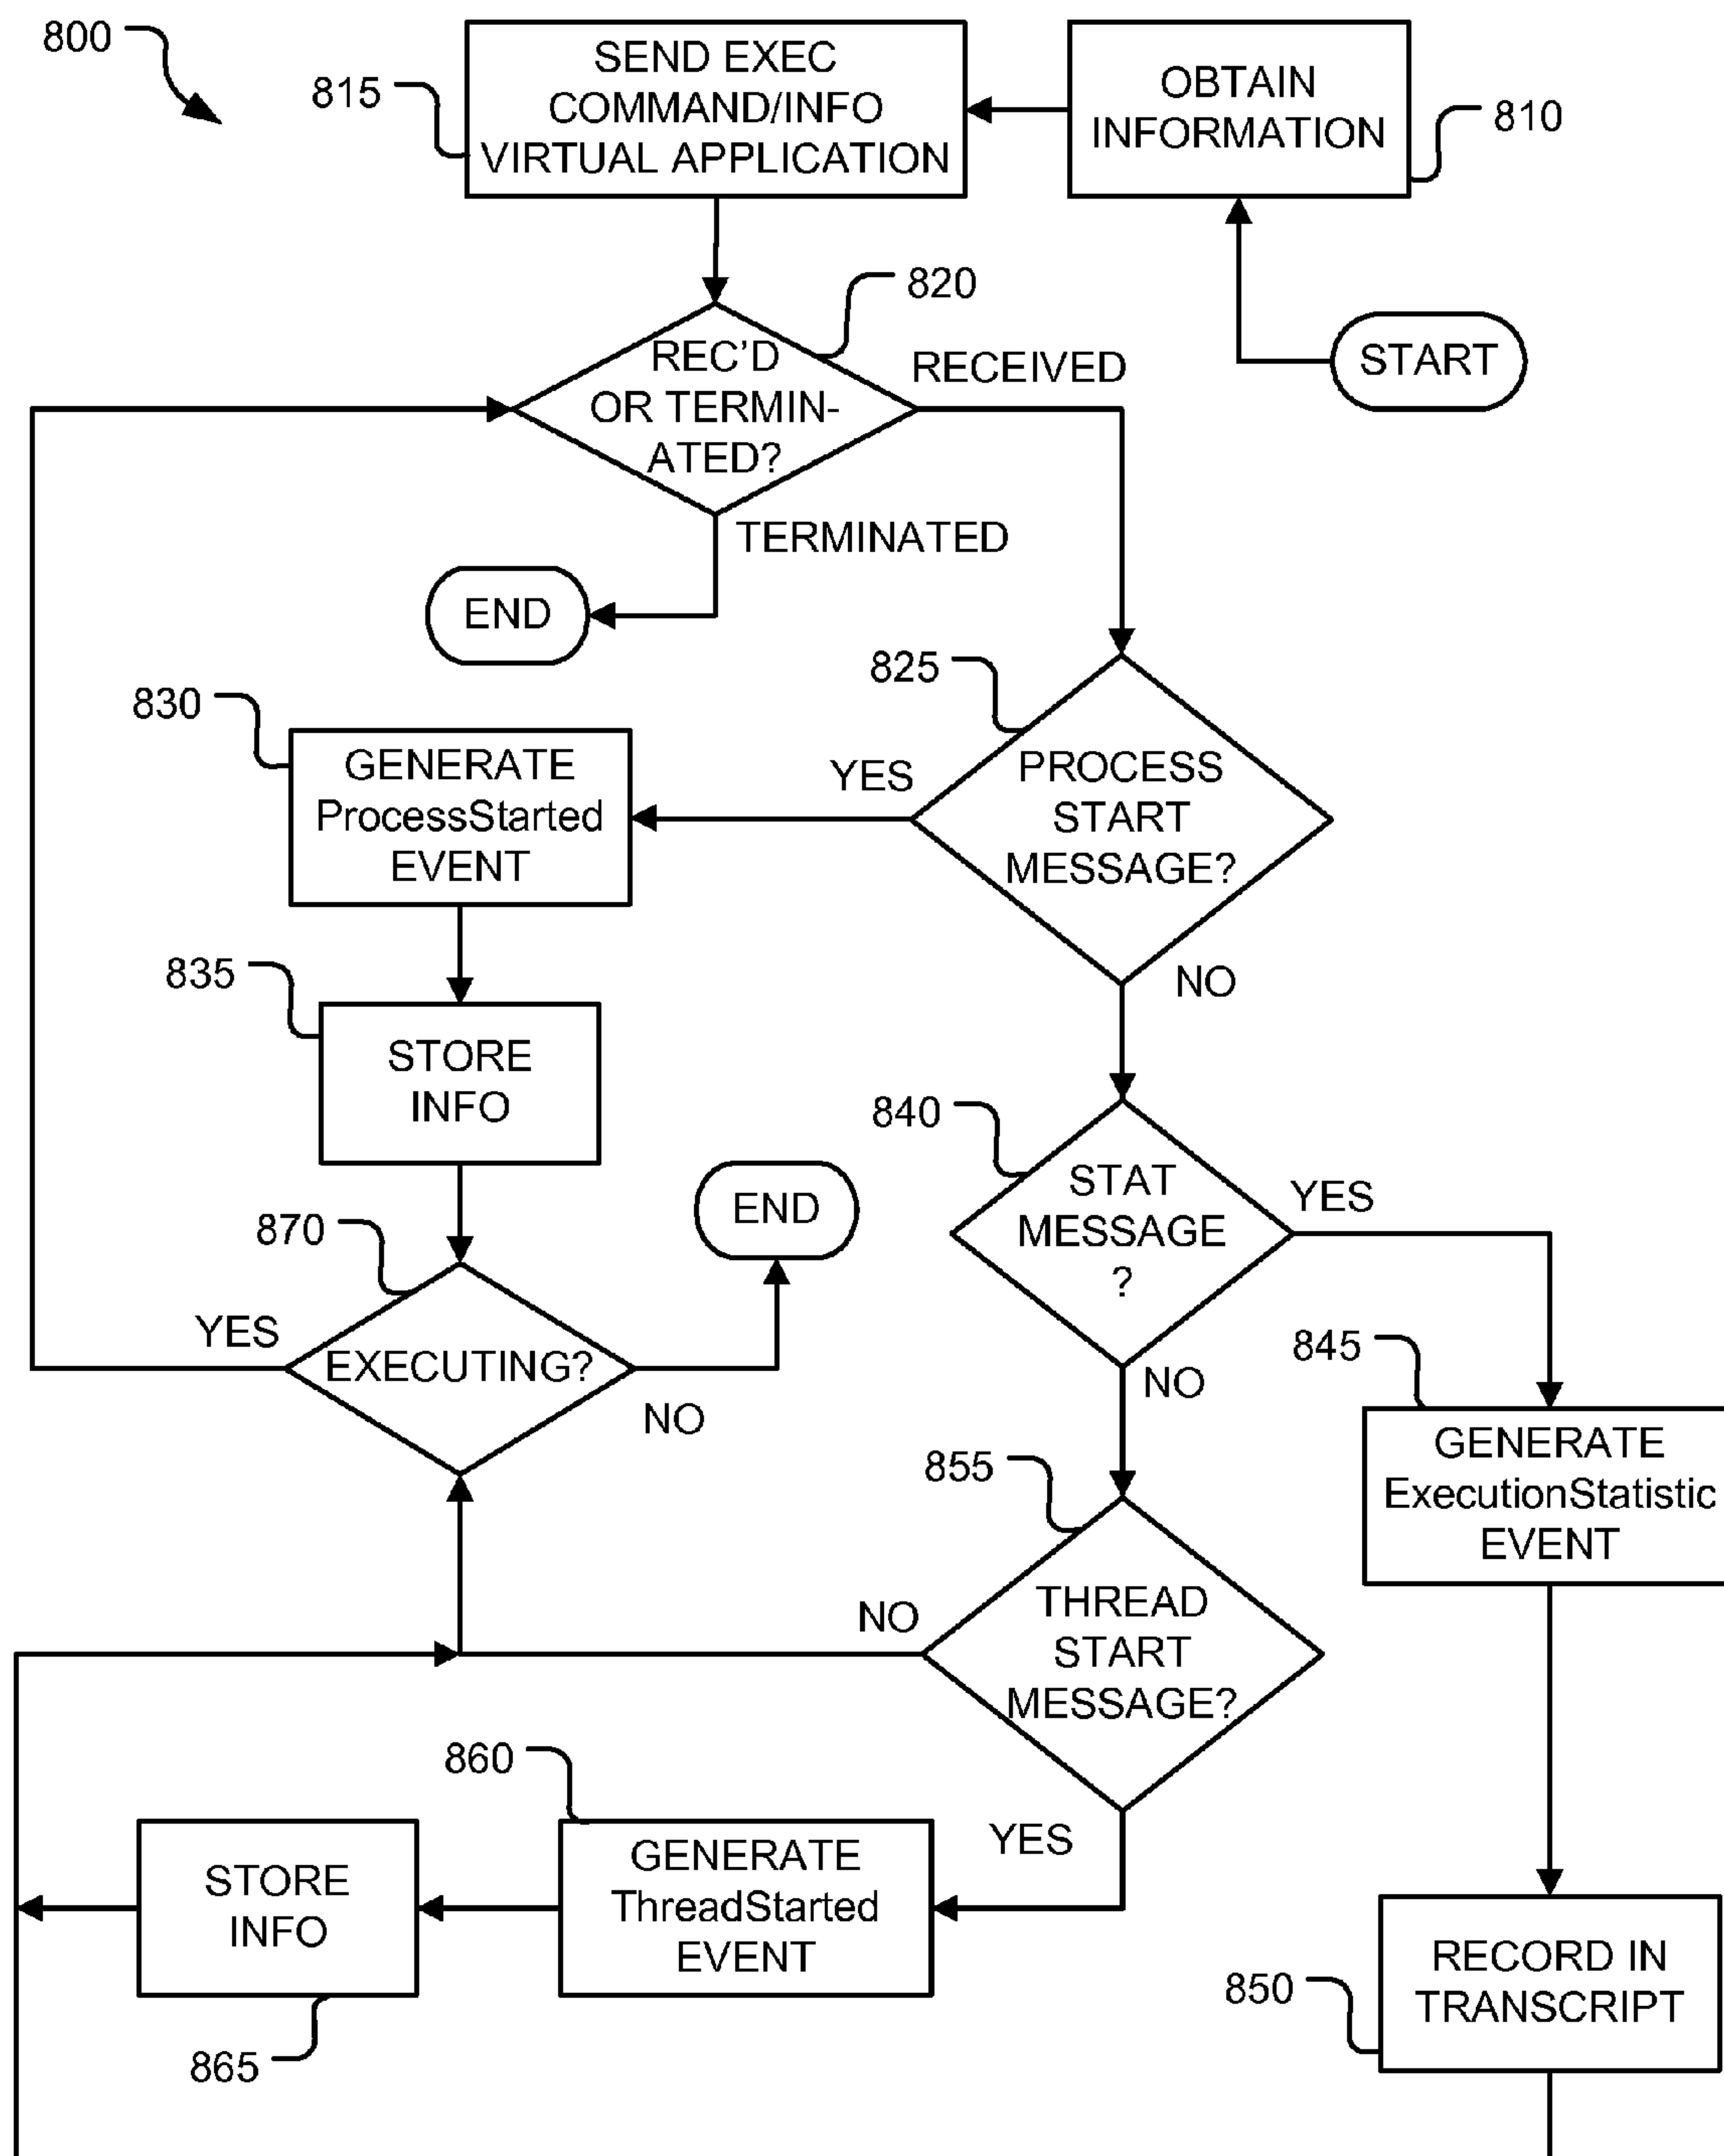 800
815
SEND EXEC
COMMAND/INFO
VIRTUAL APPLICATION
OBTAIN
INFORMATION
810
START
820
REC'D
OR TERMIN-
ATED?
RECEIVED
TERMINATED
END
825
PROCESS
START
MESSAGE?
YES
NO
830
GENERATE
ProcessStarted
EVENT
835
STORE
INFO
840
STAT
MESSAGE
?
YES
NO
END
870
EXECUTING?
YES
NO
845
GENERATE
ExecutionStatistic
EVENT
855
THREAD
START
MESSAGE?
NO
YES
860
GENERATE
ThreadStarted
EVENT
STORE
INFO
865
850
RECORD IN
TRANSCRIPT